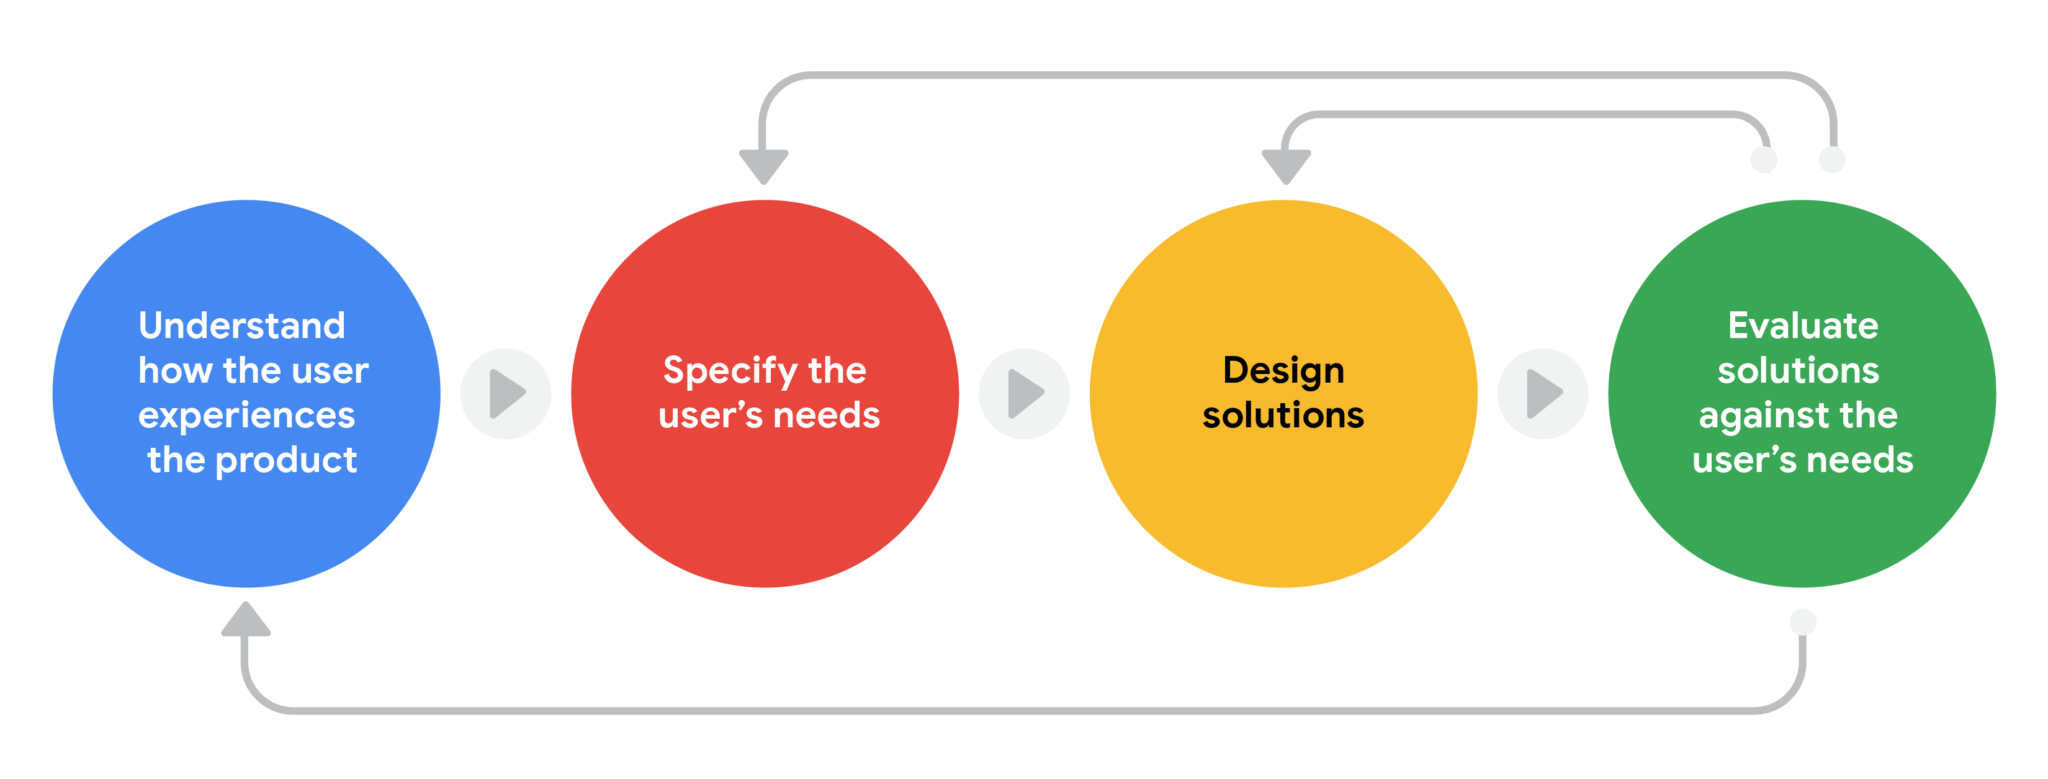 Understand
how the user
experiences
the product
Specify the
user’s needs
Design
solutions
Evaluate
solutions
against the
user’s needs